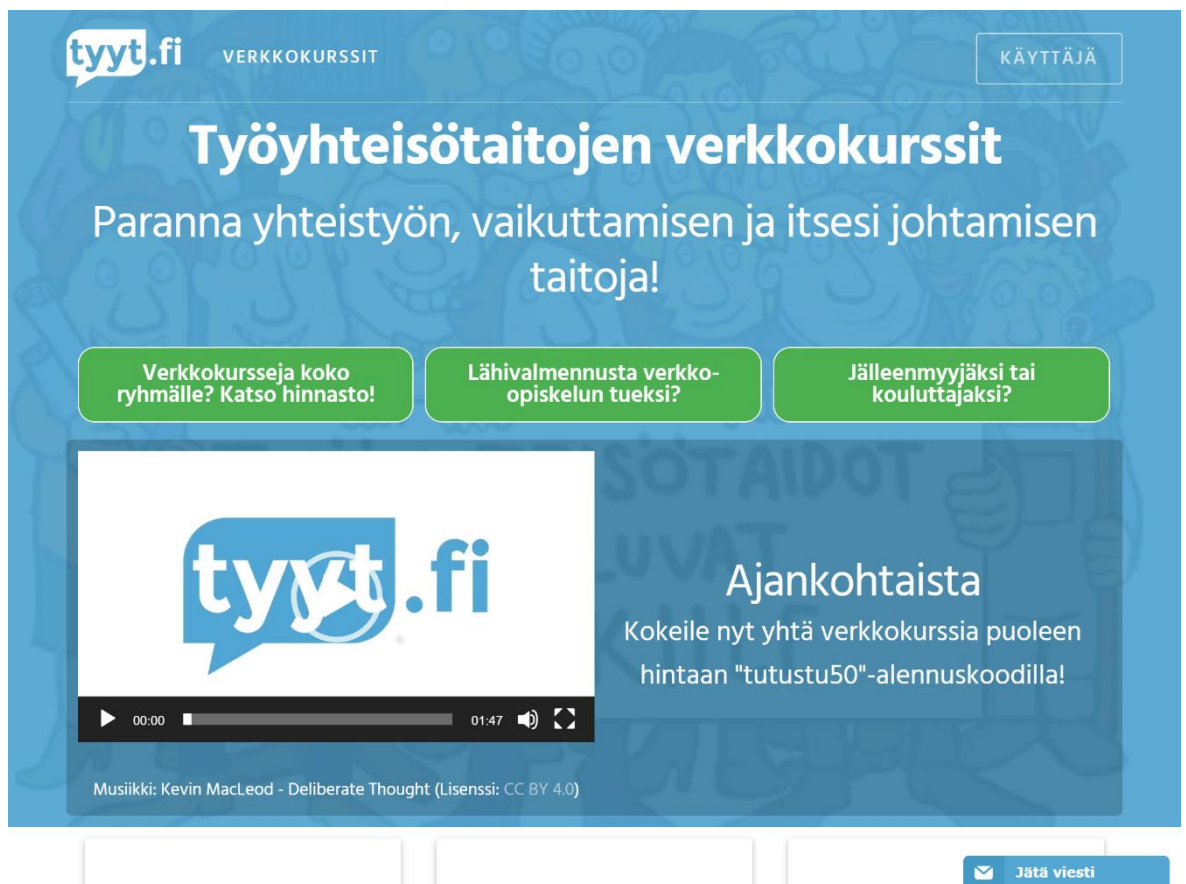 tyyt.fi
VERKKOKURSSIT
KÄYTTÄJÄ
Työyhteisötaitojen verkkokurssit
Paranna yhteistyön, vaikuttamisen ja itsesi johtamisen
taitoja!
Verkkokursseja koko
ryhmälle? Katso hinnasto!
Lähivalmennusta verkko-
opiskelun tueksi?
Jälleenmyyjäksi tai
kouluttajaksi?
tyyt.fi
00:00
01:47
Ajankohtaista
Kokeile nyt yhtä verkkokurssia puoleen
hintaan "tutustu50"-alennuskoodilla!
Musiikki: Kevin MacLeod - Deliberate Thought (Lisenssi: CC BY 4.0)
Jätä viesti